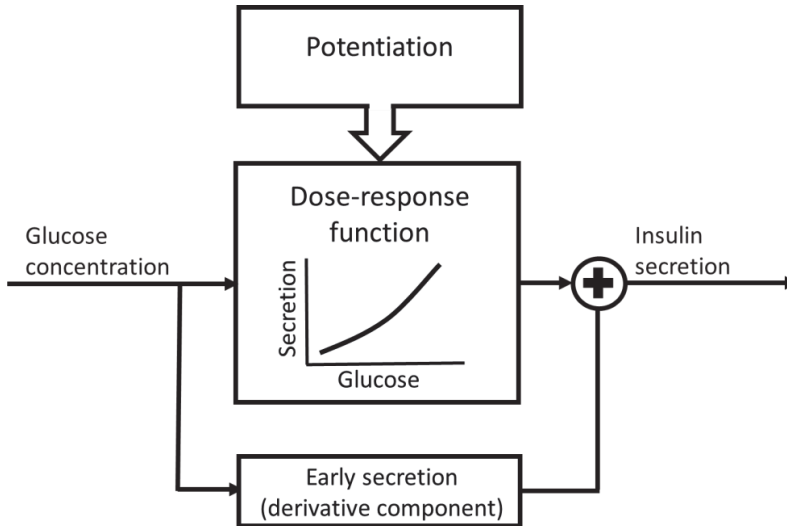 Potentiation
Dose-response
function
Glucose
concentration
Secretion
Glucose
Insulin
secretion
Early secretion
(derivative component)